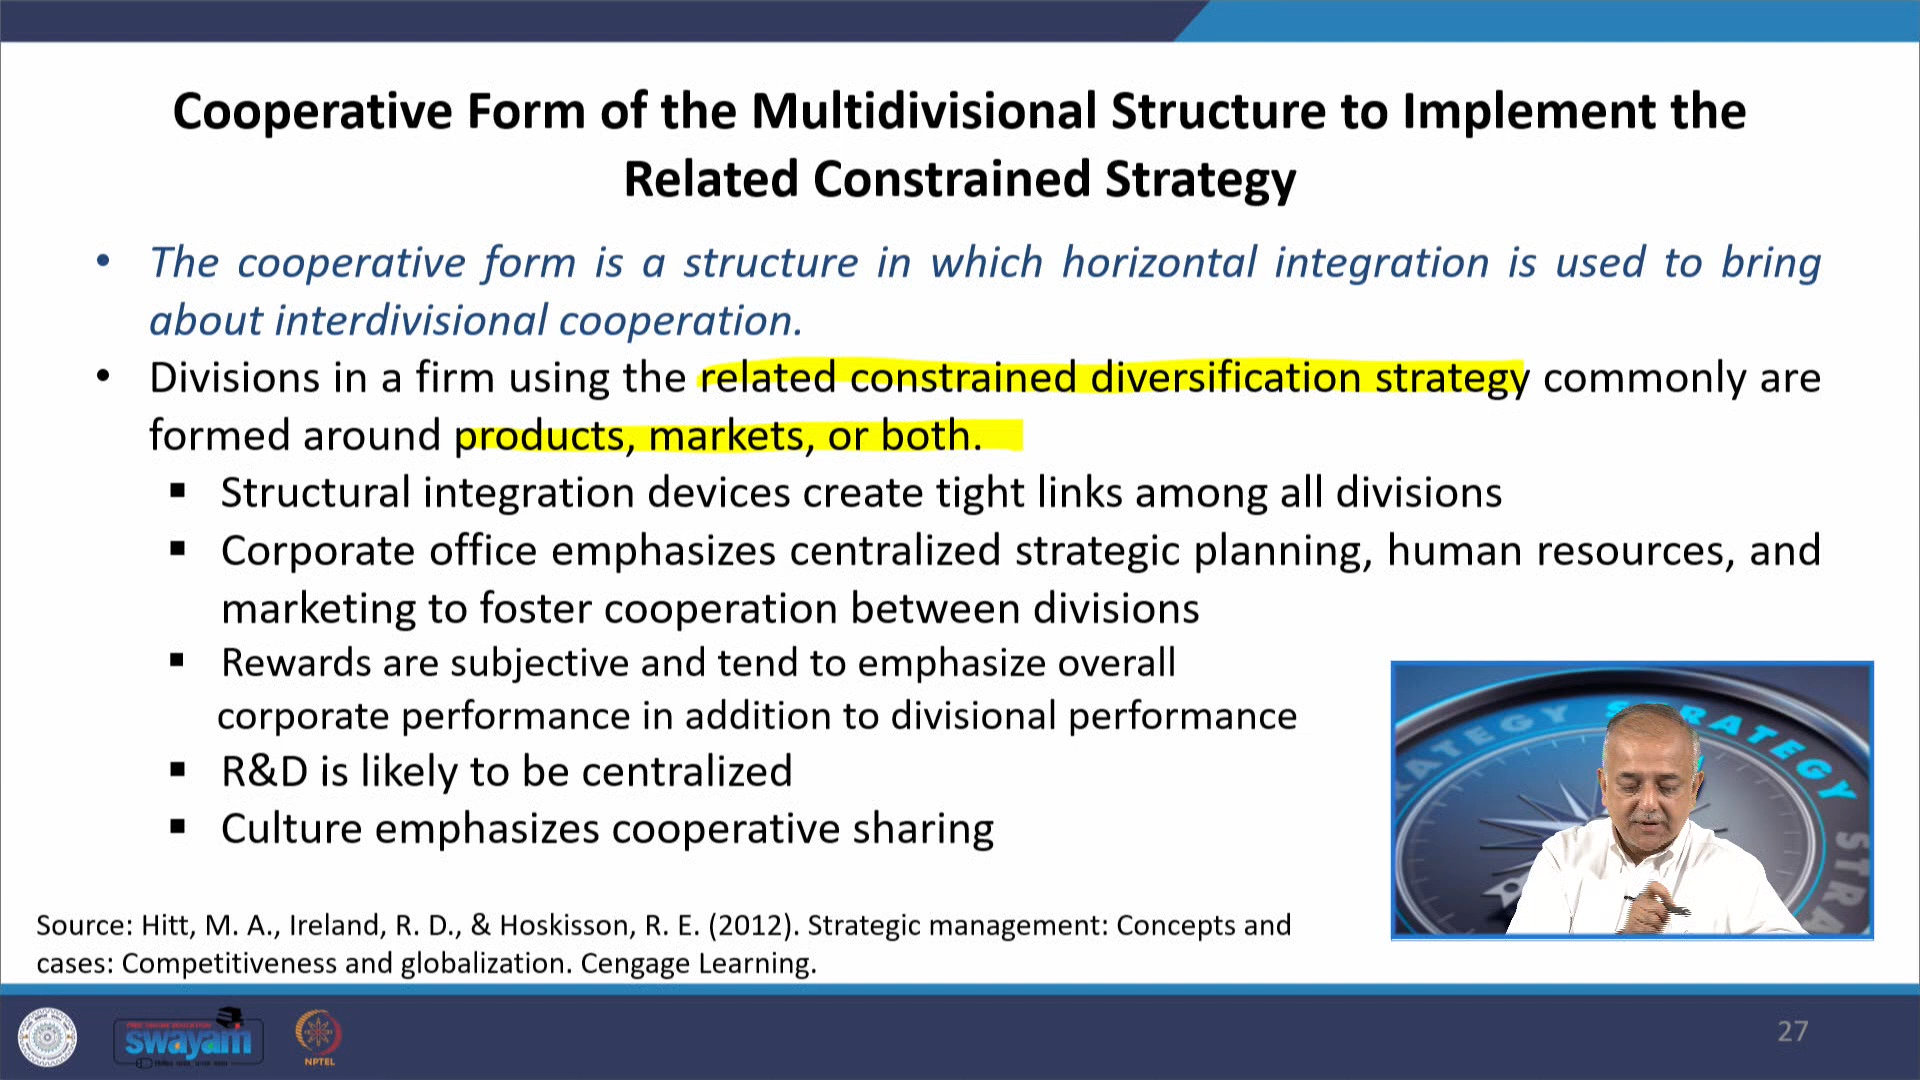 Cooperative Form of the Multidivisional Structure to Implement the
Related Constrained Strategy
• The cooperative form is a structure in which horizontal integration is used to bring
about interdivisional cooperation.
• Divisions in a firm using the related constrained diversification strategy commonly are
formed around products, markets, or both.
▪ Structural integration devices create tight links among all divisions
▪ Corporate office emphasizes centralized strategic planning, human resources, and
marketing to foster cooperation between divisions
▪ Rewards are subjective and tend to emphasize overall
corporate performance in addition to divisional performance
▪ R&D is likely to be centralized
▪ Culture emphasizes cooperative sharing
STRATEGY STRATEGY STRA
Source: Hitt, M. A., Ireland, R. D., & Hoskisson, R. E. (2012). Strategic management: Concepts and
cases: Competitiveness and globalization. Cengage Learning.
swayam
NPTEL
27